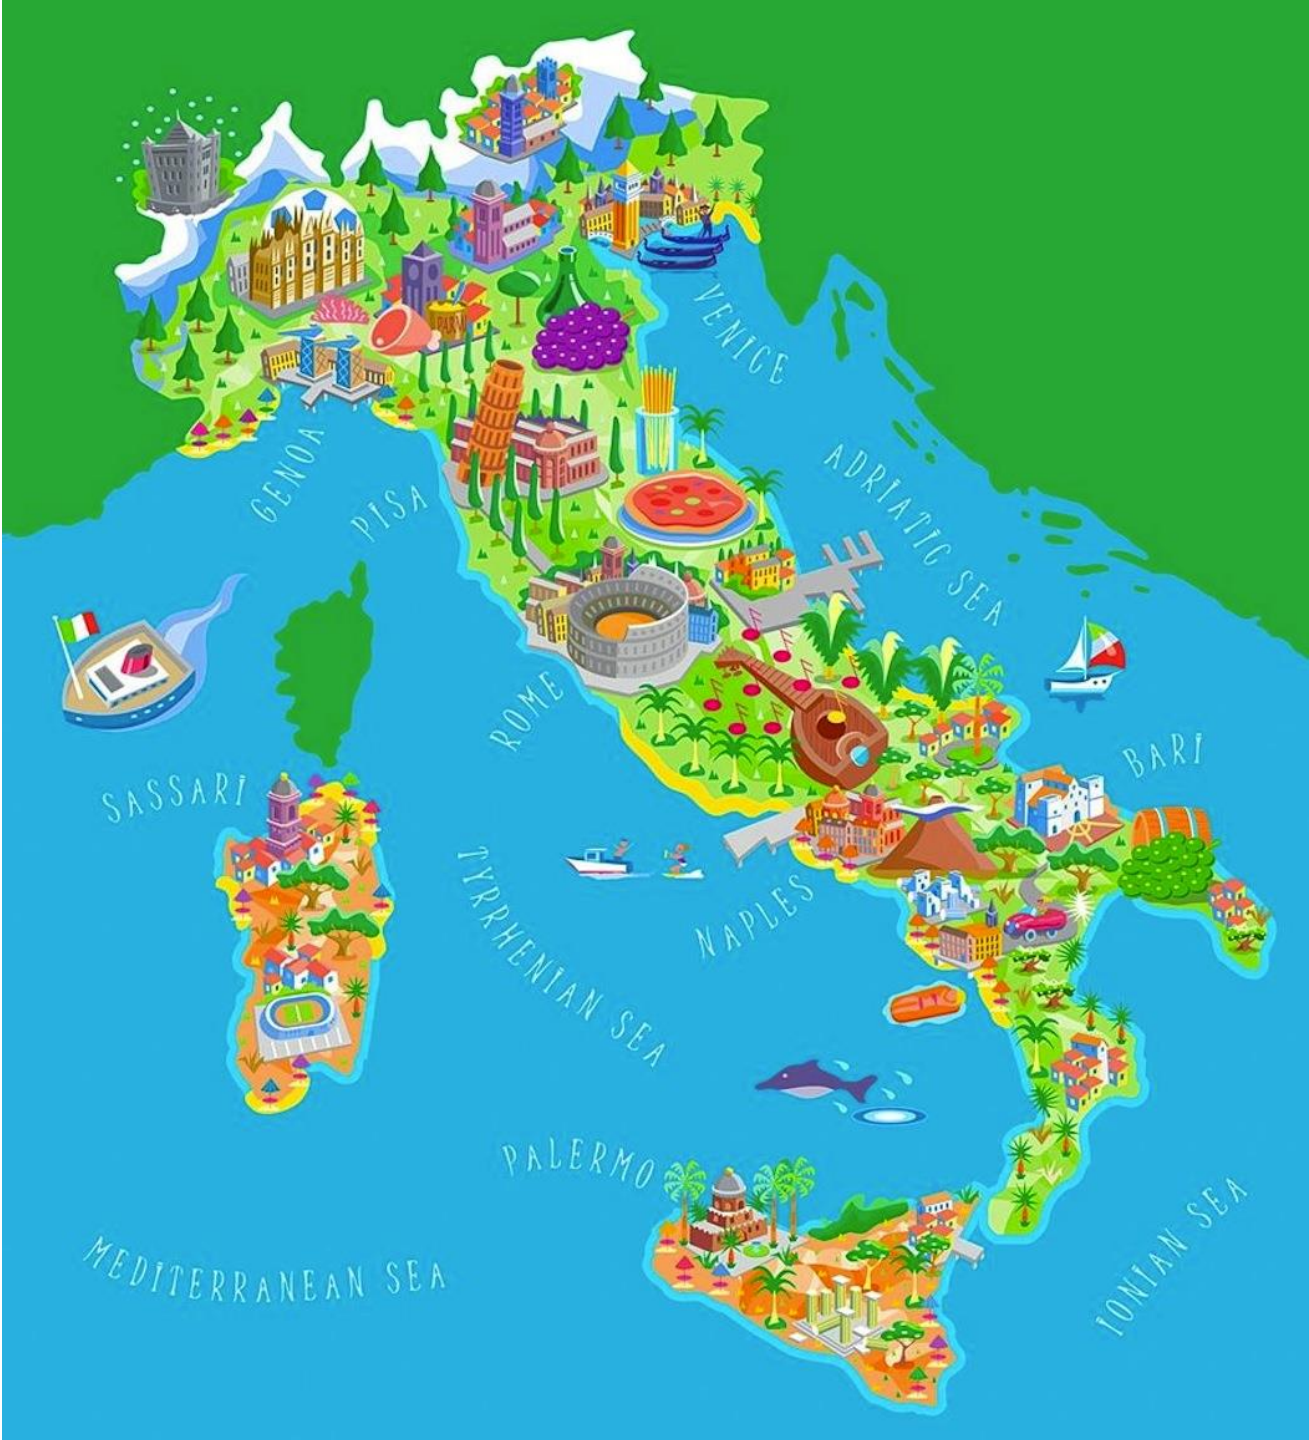 VENICE
GENOA
PISA
ADRIATIC SEA
ROME
BARI
SASSARI
TYRRHENIAN SEA
NAPLES
PALERMO
MEDITERRANEAN SEA
IONIAN SEA